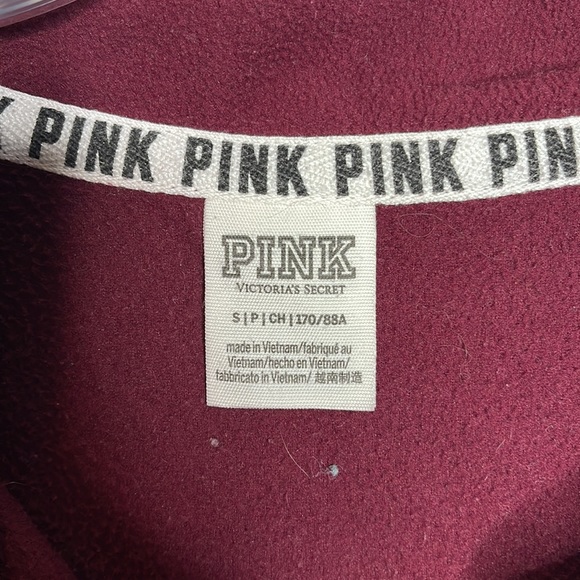 PINK PINK PINK PINK PIN
PINK
VICTORIA'S SECRET
S | P | CH | 170/88A
made in Vietnam/fabriqué au
Vietnam/hecho en Vietnam/
fabbricato in Vietnam/ 越南制造